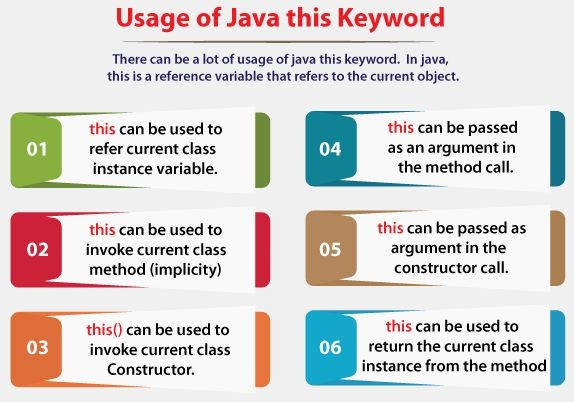 Usage of Java this Keyword
There can be a lot of usage of java this keyword. In java,
this is a reference variable that refers to the current object.
01
this can be used to
refer current class
instance variable.
02
this can be used to
invoke current class
method (implicity)
03
this() can be used to
invoke current class
Constructor.
04
this can be passed
as an argument in
the method call.
05
this can be passed as
argument in the
constructor call.
06
this can be used to
return the current class
instance from the method